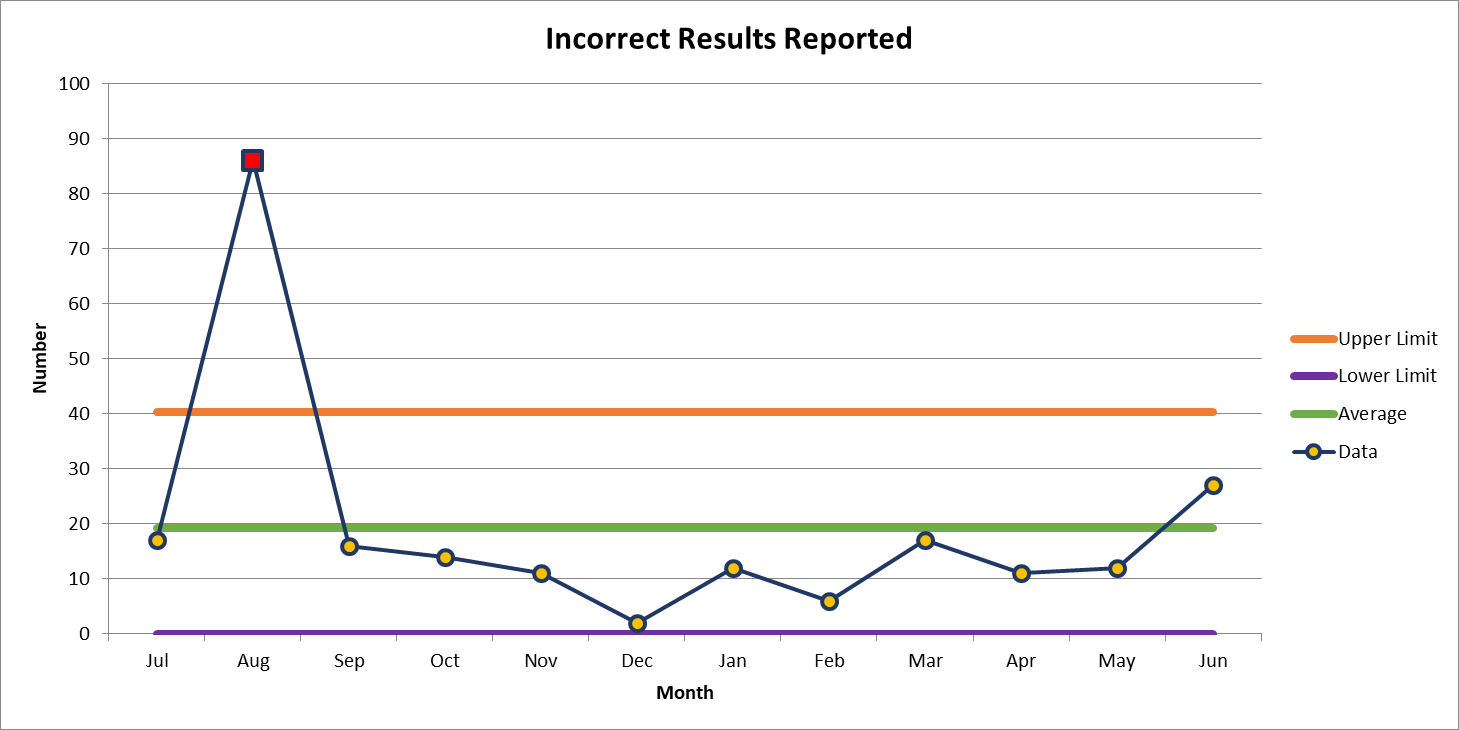 Incorrect Results Reported
100
90
80
70
60
50
40
30
20
10
0
Number
Jul Aug Sep Oct Nov Dec Jan Feb Mar Apr May Jun
Month
Upper Limit
Lower Limit
Average
Data